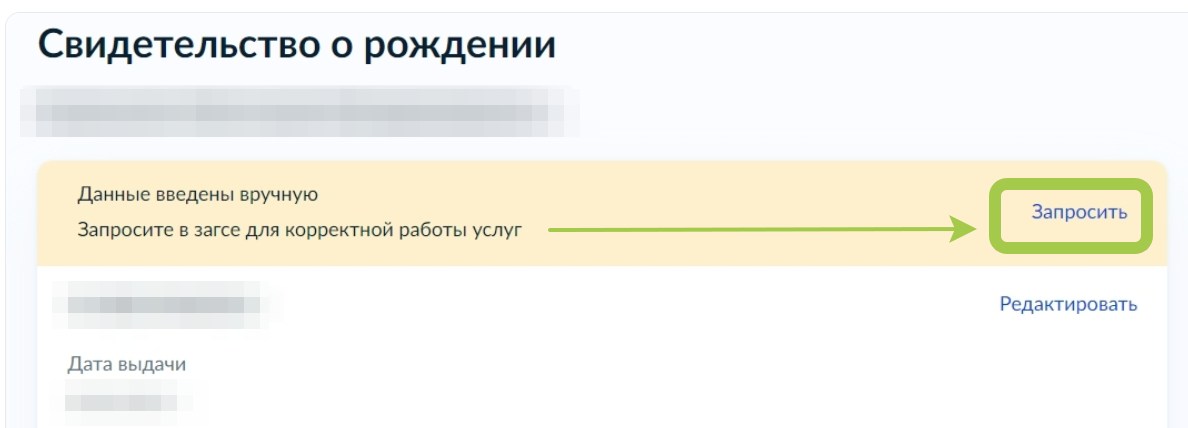 Свидетельство о рождении
Данные введены вручную
Запросите в загсе для корректной работы услуг
Запросить
Редактировать
Дата выдачи